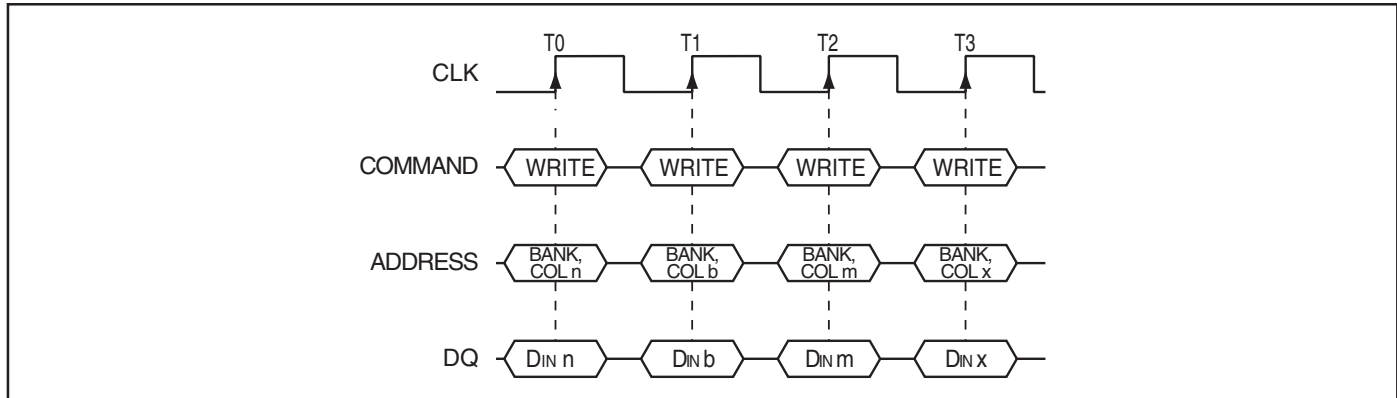 T0 T1 T2 T3
CLK
COMMAND WRITE WRITE WRITE WRITE
ADDRESS BANK, COL n BANK, COL b BANK, COL m BANK, COL x
DQ DIN n DIN b DIN m DIN x